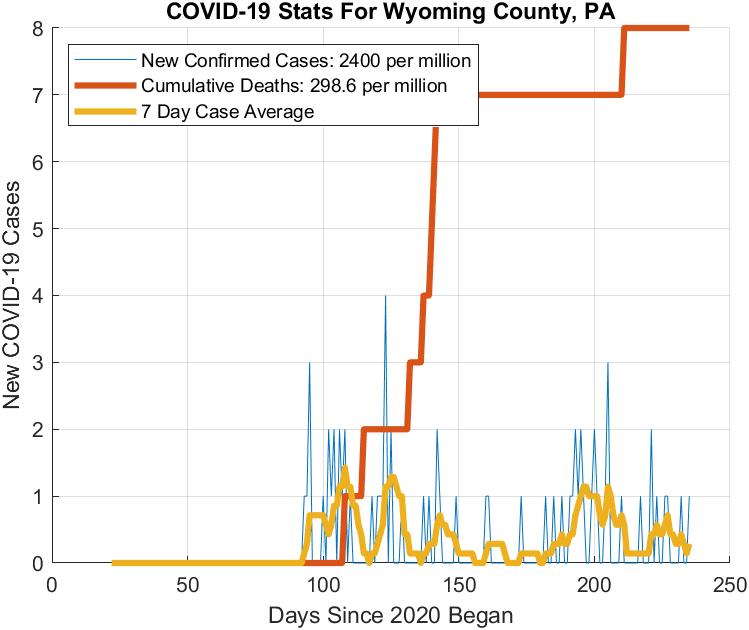 COVID-19 Stats For Wyoming County, PA
New Confirmed Cases: 2400 per million
Cumulative Deaths: 298.6 per million
7 Day Case Average
New COVID-19 Cases
8
7
6
5
4
3
2
1
0
0 50 100 150 200 250
Days Since 2020 Began